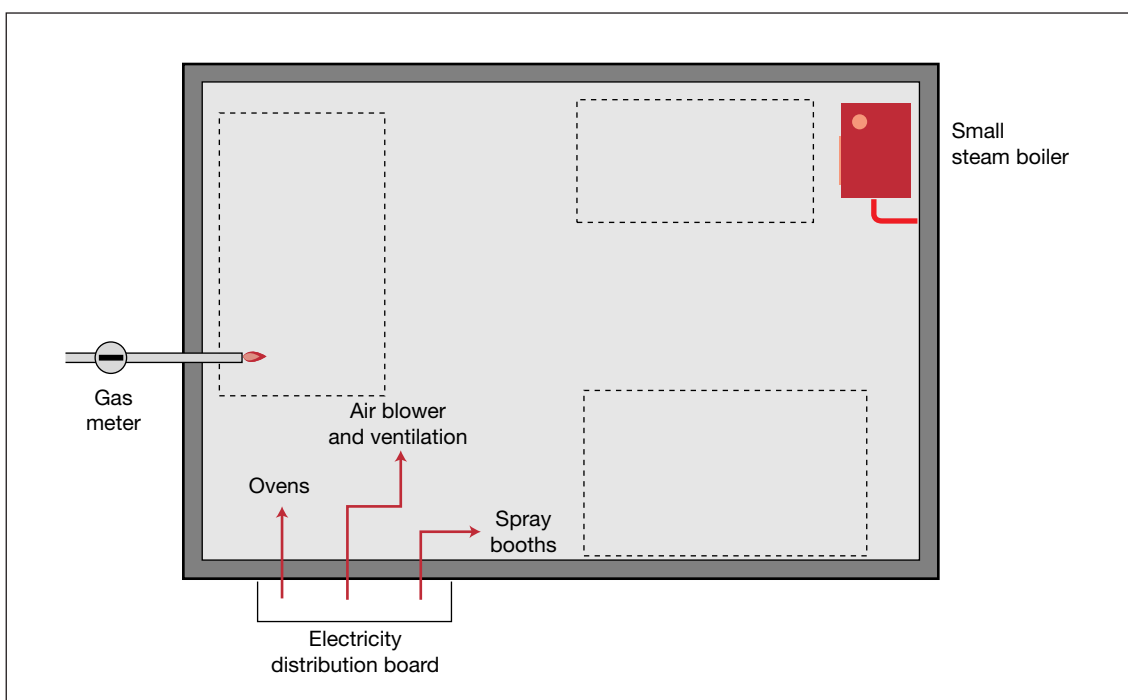 Small
steam boiler
Gas
meter
Air blower
and ventilation
Ovens
Spray
booths
Electricity
distribution board